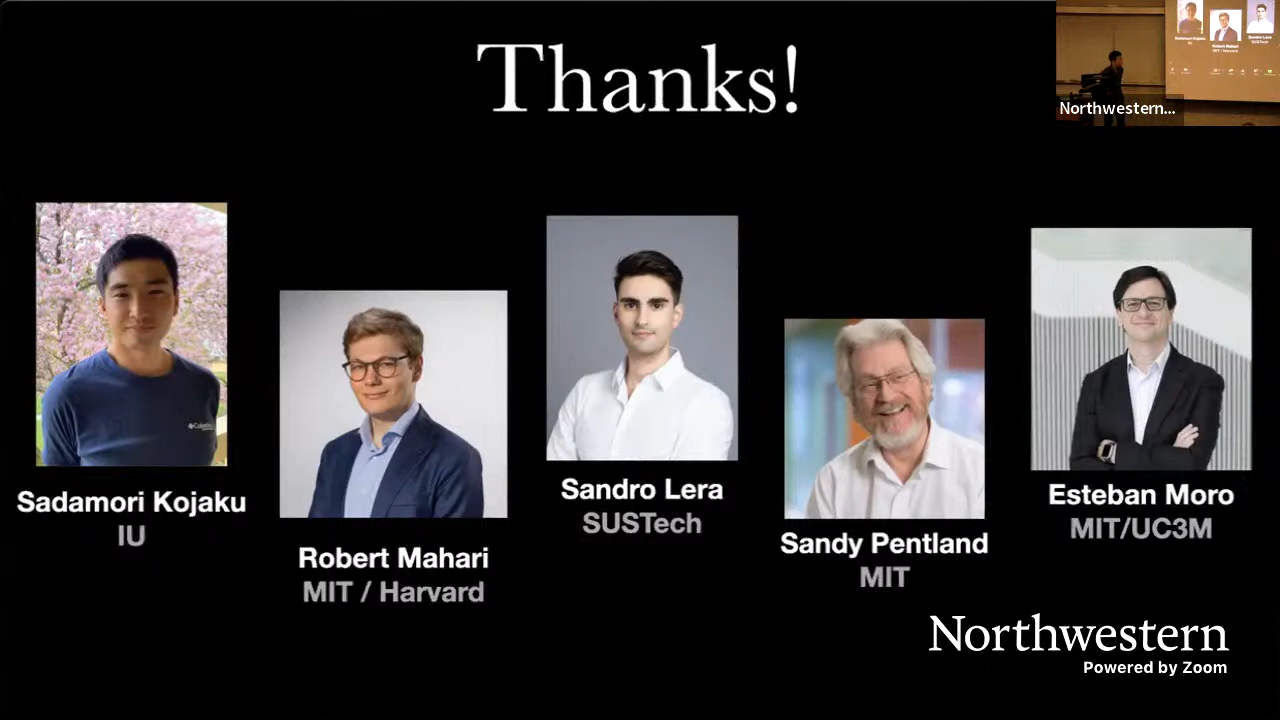 Thanks!
Northwestern...
Sadamori Kojaku
IU
Robert Mahari
MIT / Harvard
Sandro Lera
SUSTech
Sandy Pentland
MIT
Esteban Moro
MIT/UC3M
Northwestern
Powered by Zoom